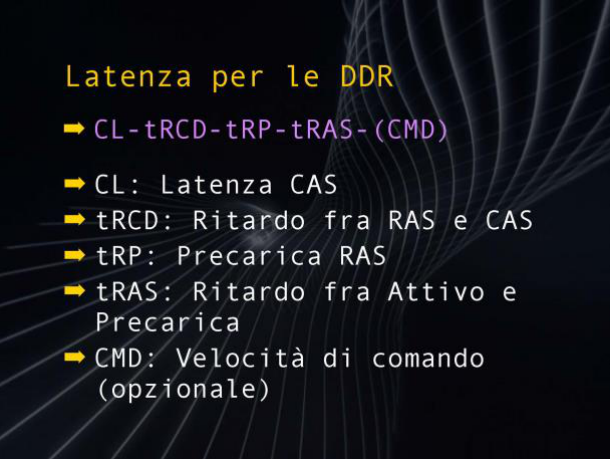 Latenza per le DDR
➡ CL-tRCD-tRP-tRAS-(CMD)
➡ CL: Latenza CAS
➡ tRCD: Ritardo fra RAS e CAS
➡ tRP: Precarica RAS
➡ tRAS: Ritardo fra Attivo e
Precarica
➡ CMD: Velocità di comando
(opzionale)